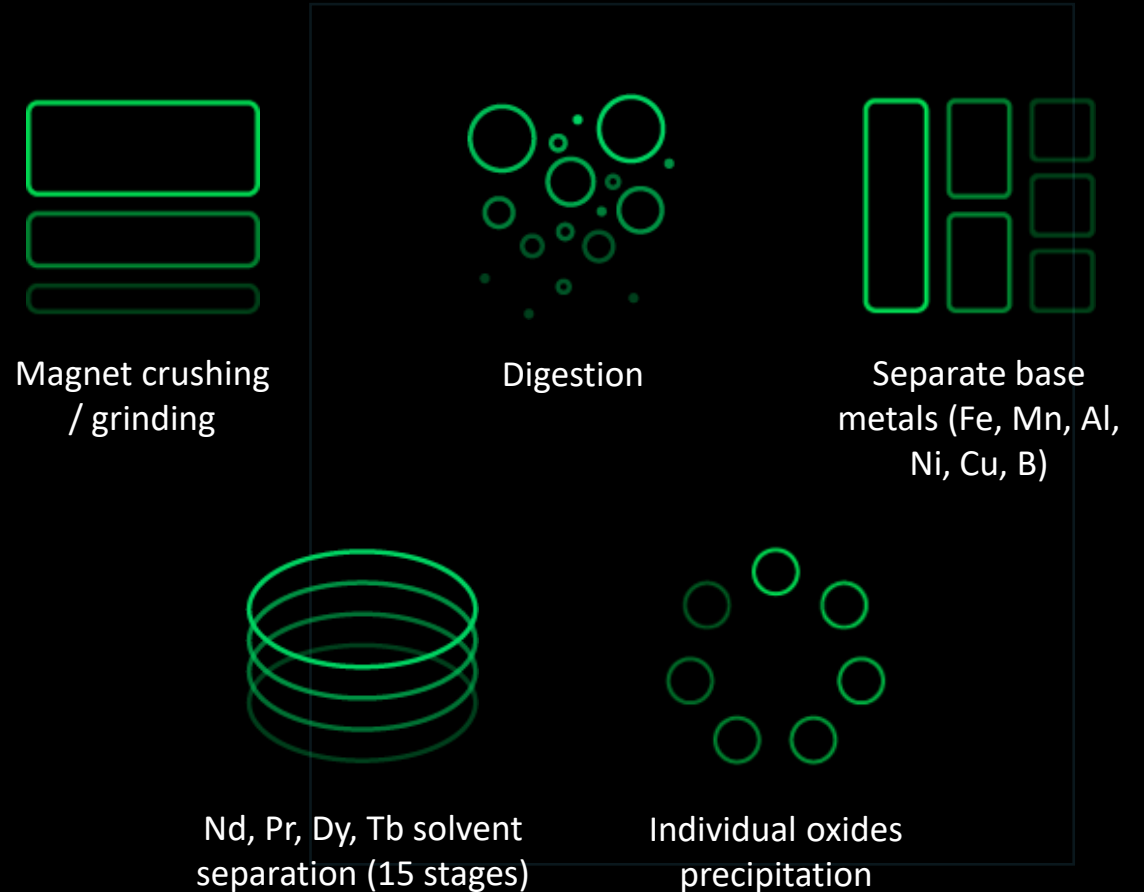 Magnet crushing
/ grinding
Digestion
Separate base
metals (Fe, Mn, Al,
Ni, Cu, B)
Nd, Pr, Dy, Tb solvent
separation (15 stages)
Individual oxides
precipitation